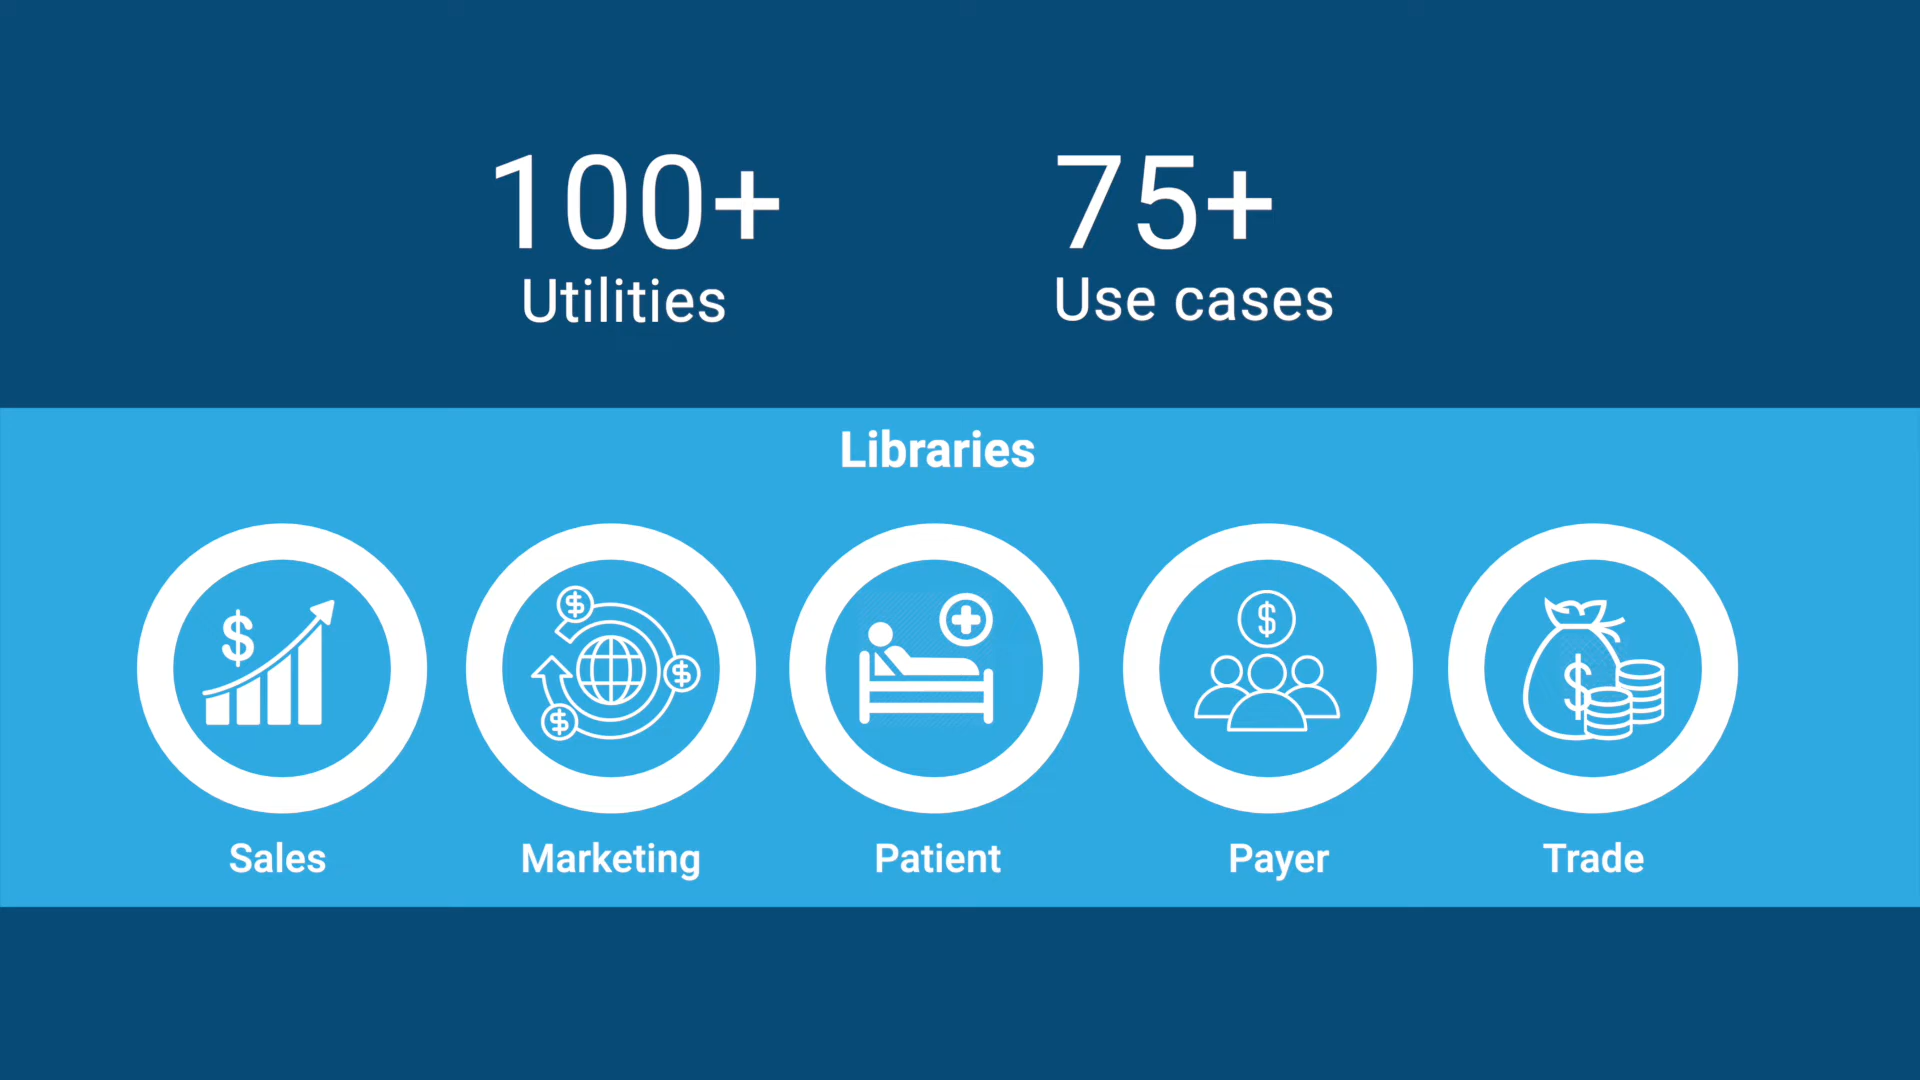 100+
75+
Utilities
Use cases
Libraries
$
$
$
$
$
$
Sales
Marketing
Patient
Payer
Trade